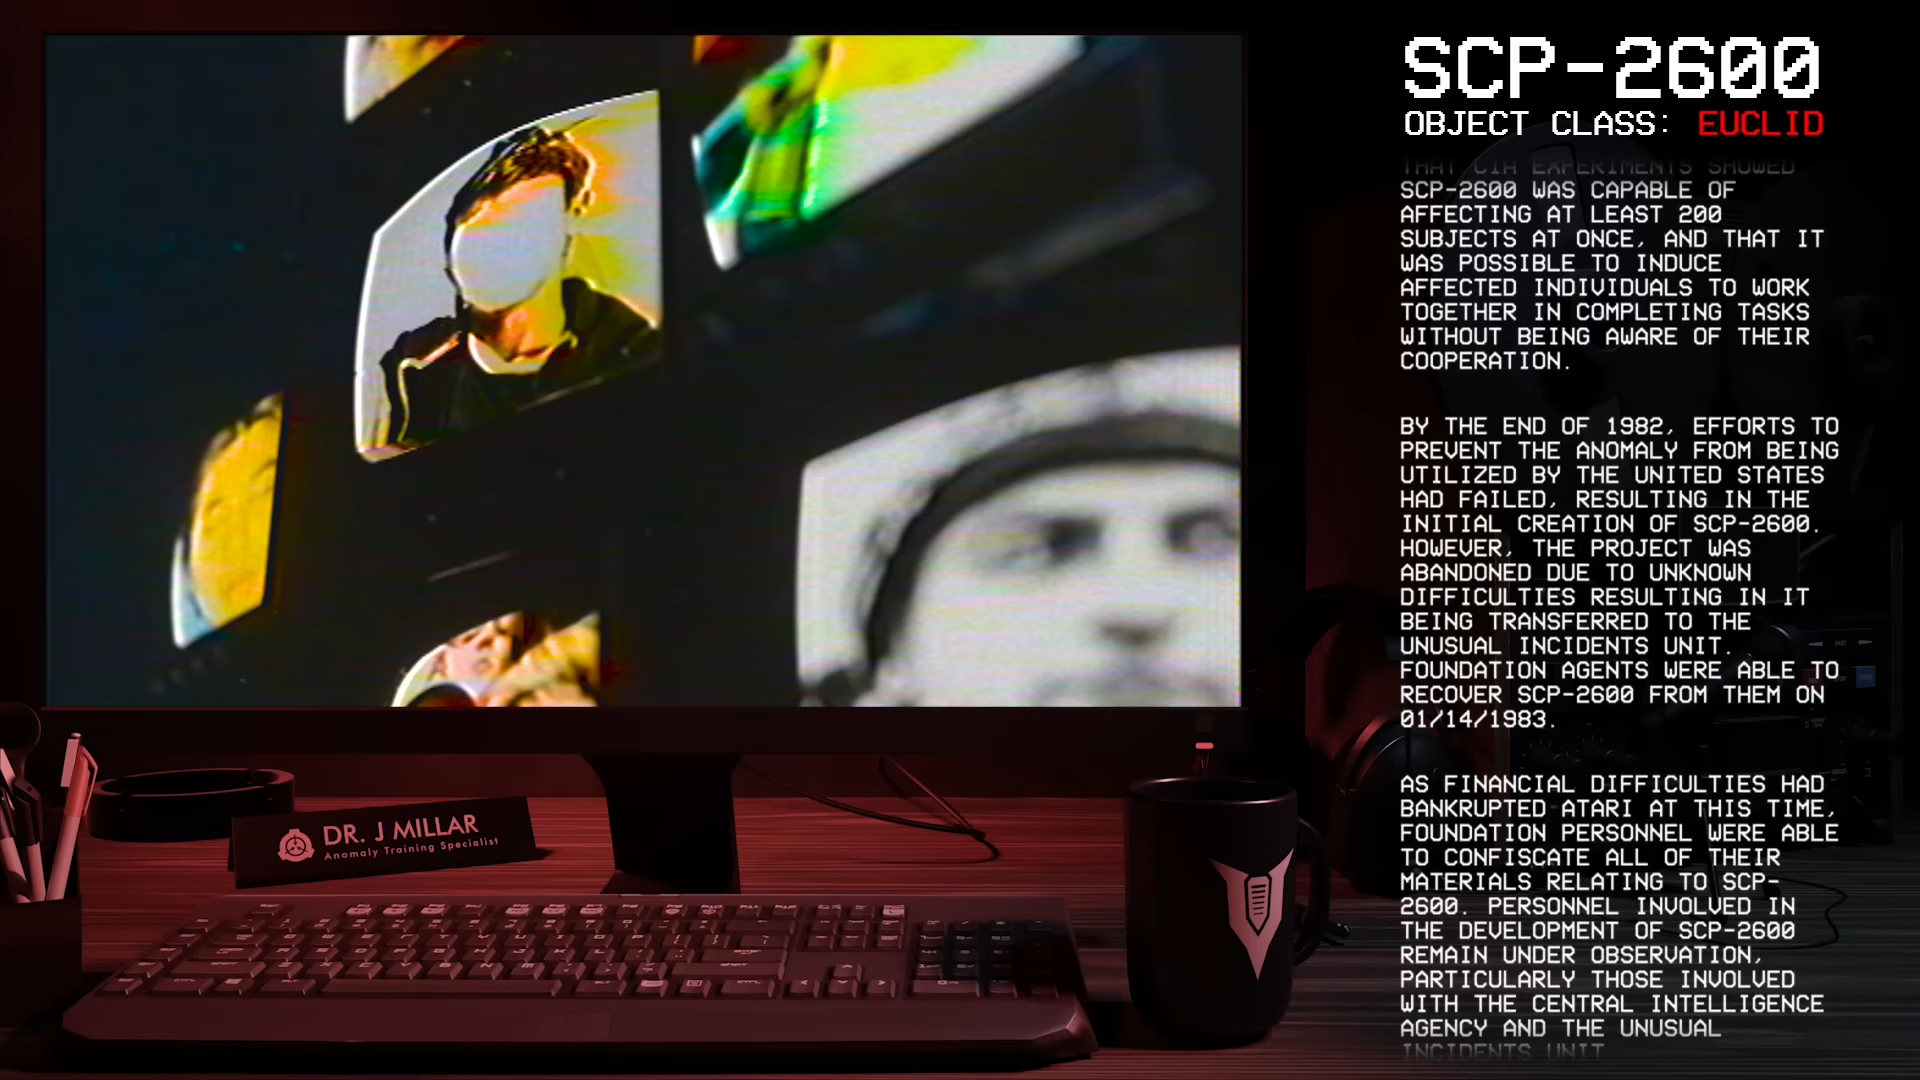 SCP-2600
OBJECT CLASS: EUCLID
THAT CIA EXPERIMENTS SHOWED
SCP-2600 WAS CAPABLE OF
AFFECTING AT LEAST 200
SUBJECTS AT ONCE, AND THAT IT
WAS POSSIBLE TO INDUCE
AFFECTED INDIVIDUALS TO WORK
TOGETHER IN COMPLETING TASKS
WITHOUT BEING AWARE OF THEIR
COOPERATION.
BY THE END OF 1982, EFFORTS TO
PREVENT THE ANOMALY FROM BEING
UTILIZED BY THE UNITED STATES
HAD FAILED, RESULTING IN THE
INITIAL CREATION OF SCP-2600.
HOWEVER, THE PROJECT WAS
ABANDONED DUE TO UNKNOWN
DIFFICULTIES RESULTING IN IT
BEING TRANSFERRED TO THE
UNUSUAL INCIDENTS UNIT.
FOUNDATION AGENTS WERE ABLE TO
RECOVER SCP-2600 FROM THEM ON
01/14/1983.
AS FINANCIAL DIFFICULTIES HAD
BANKRUPTED ATARI AT THIS TIME,
FOUNDATION PERSONNEL WERE ABLE
TO CONFISCATE ALL OF THEIR
MATERIALS RELATING TO SCP-
2600. PERSONNEL INVOLVED IN
THE DEVELOPMENT OF SCP-2600
REMAIN UNDER OBSERVATION,
PARTICULARLY THOSE INVOLVED
WITH THE CENTRAL INTELLIGENCE
AGENCY AND THE UNUSUAL
INCIDENTS UNIT
DR. J MILLAR
Anomaly Training Specialist